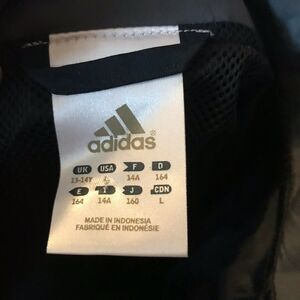 adidas®
UK USA F D
13-14Y L 14A 164
E I J CDN
164 14A 160 L
MADE IN INDONESIA
FABRIQUÉ EN INDONÉSIE